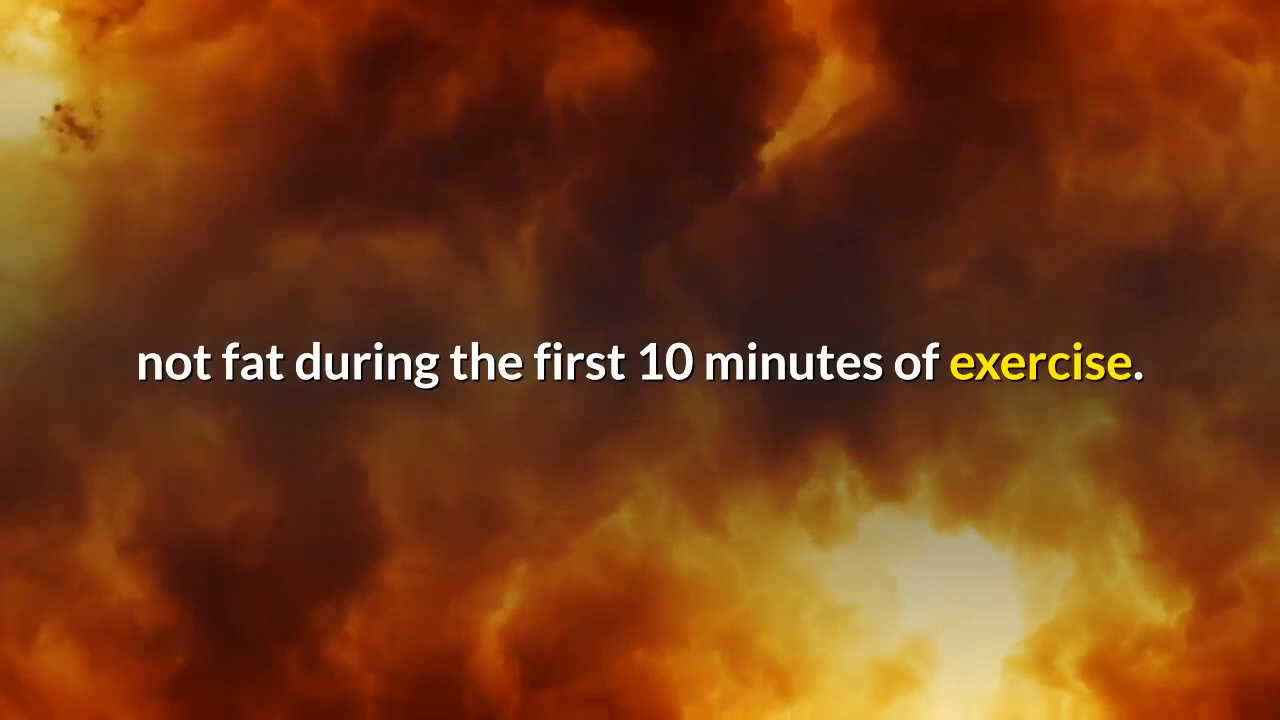 not fat during the first 10 minutes of exercise.